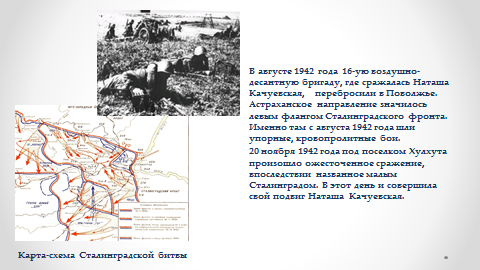 В августе 1942 года 16-ую воздушно-
десантную бригаду, где сражалась Наташа
Качуевская, перебросили в Поволжье.
Астраханское направление значилось
левым флангом Сталинградского фронта.
Именно там с августа 1942 года шли
упорные, кровопролитные бои.
20 ноября 1942 года под поселком Хулхута
произошло ожесточенное сражение,
впоследствии названное малым
Сталинградом. В этот день и совершила
свой подвиг Наташа Качуевская.
Карта-схема Сталинградской битвы